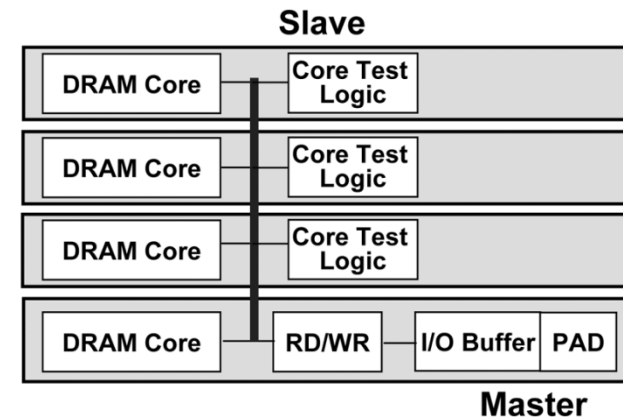 Slave
DRAM Core
Core Test
Logic
DRAM Core
Core Test
Logic
DRAM Core
Core Test
Logic
DRAM Core
RD/WR
I/O Buffer
PAD
Master